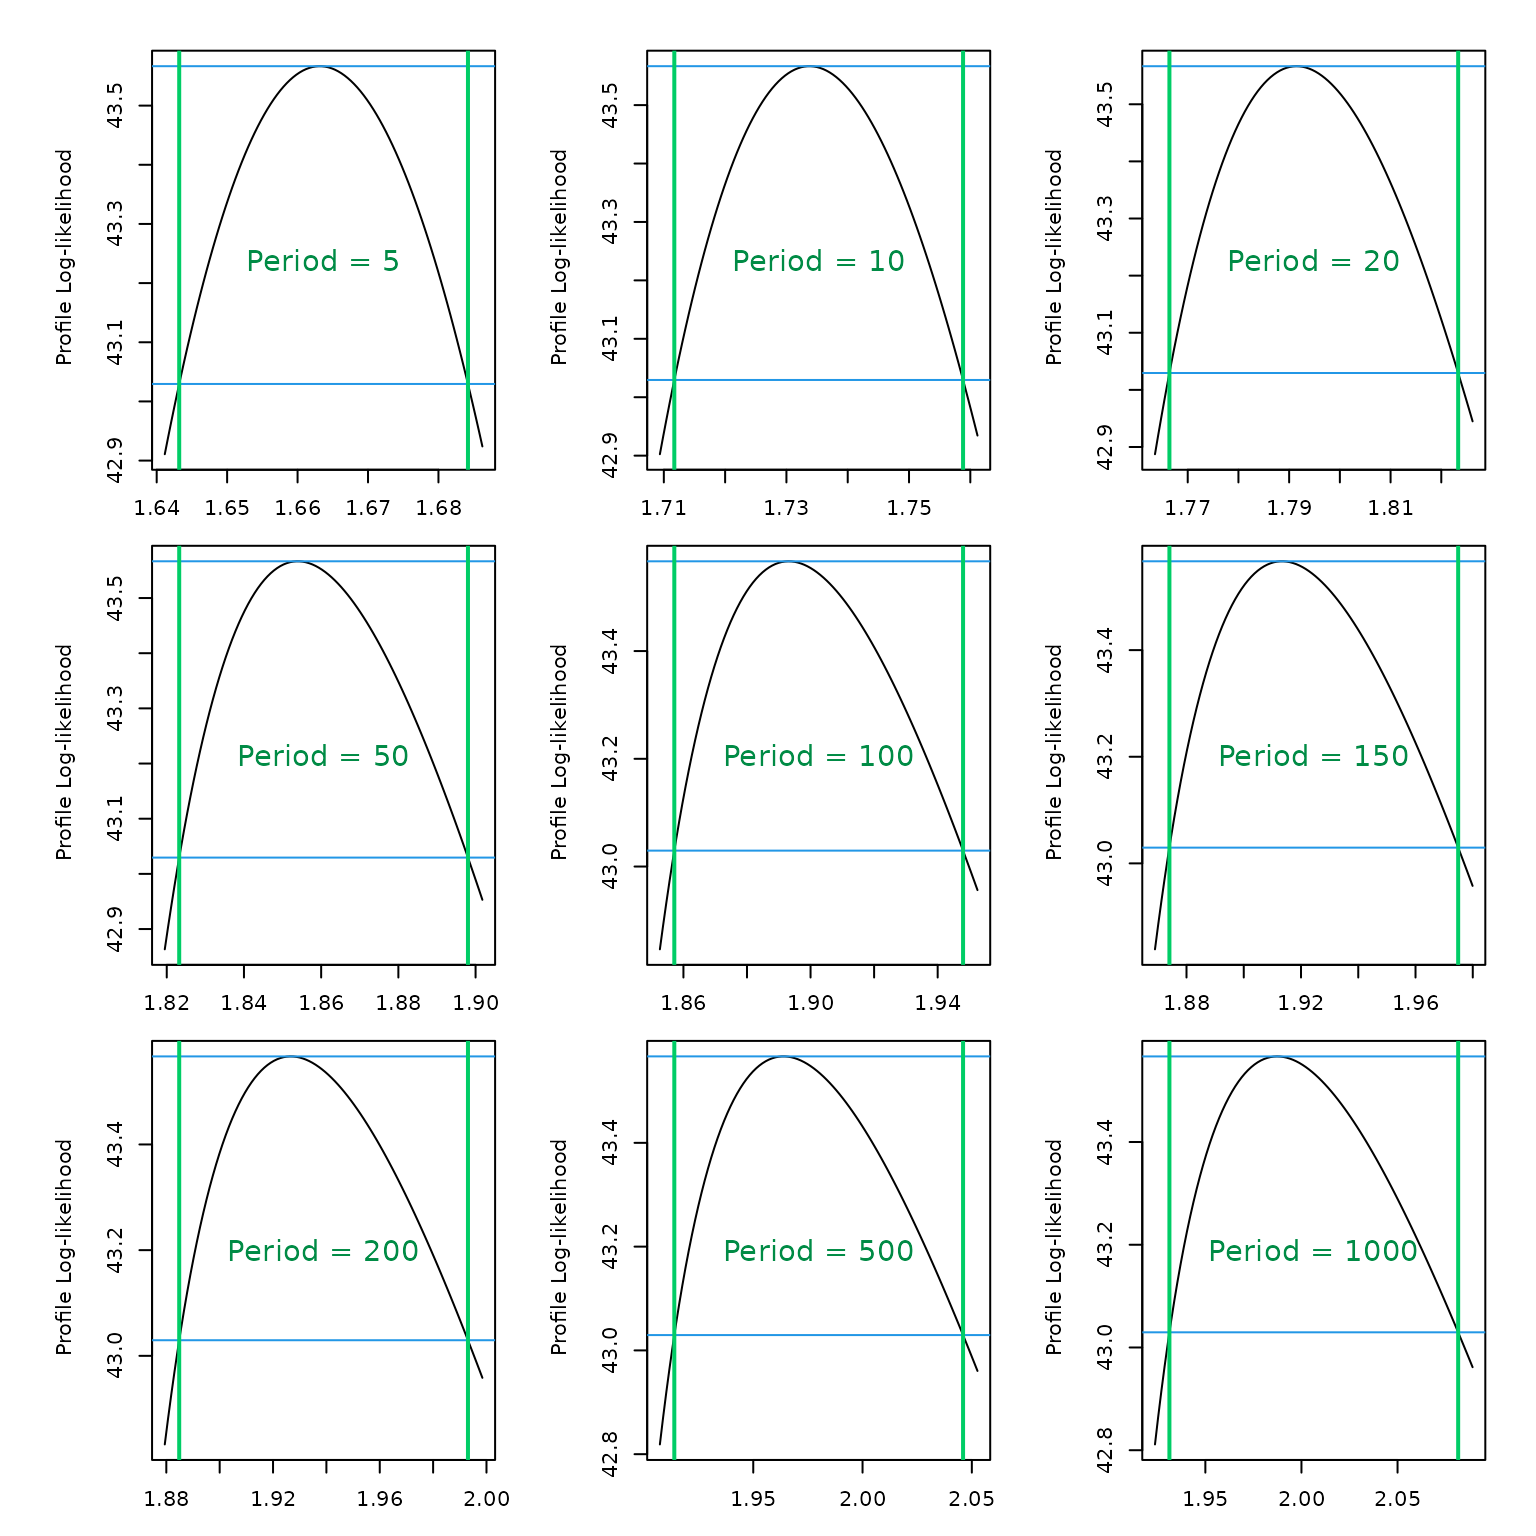 Profile Log-likelihood
42.9 43.1 43.3 43.5
Period = 5
1.64 1.65 1.66 1.67 1.68
Profile Log-likelihood
42.9 43.1 43.3 43.5
Period = 10
1.71 1.73 1.75
Profile Log-likelihood
42.9 43.1 43.3 43.5
Period = 20
1.77 1.79 1.81
Profile Log-likelihood
42.9 43.1 43.3 43.5
Period = 50
1.82 1.84 1.86 1.88 1.90
Profile Log-likelihood
43.0 43.2 43.4
Period = 100
1.86 1.90 1.94
Profile Log-likelihood
43.0 43.2 43.4
Period = 150
1.88 1.92 1.96
Profile Log-likelihood
43.0 43.2 43.4
Period = 200
1.88 1.92 1.96 2.00
Profile Log-likelihood
42.8 43.0 43.2 43.4
Period = 500
1.95 2.00 2.05
Profile Log-likelihood
42.8 43.0 43.2 43.4
Period = 1000
1.95 2.00 2.05